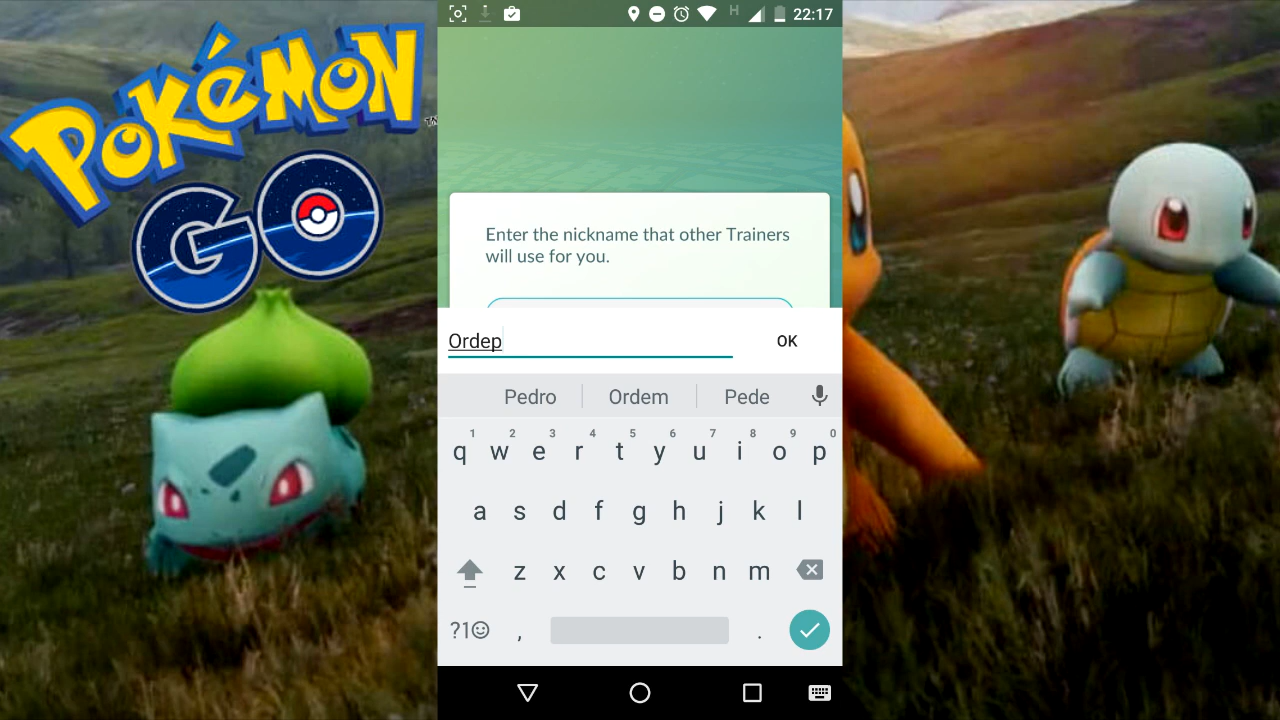 POKéMON
TM
GO
H 22:17
Enter the nickname that other Trainers
will use for you.
Ordep OK
Pedro Ordem Pede
1 2 3 4 5 6 7 8 9 0
q w e r t y u i o p
a s d f g h j k l
z x c v b n m
?1☺ , .